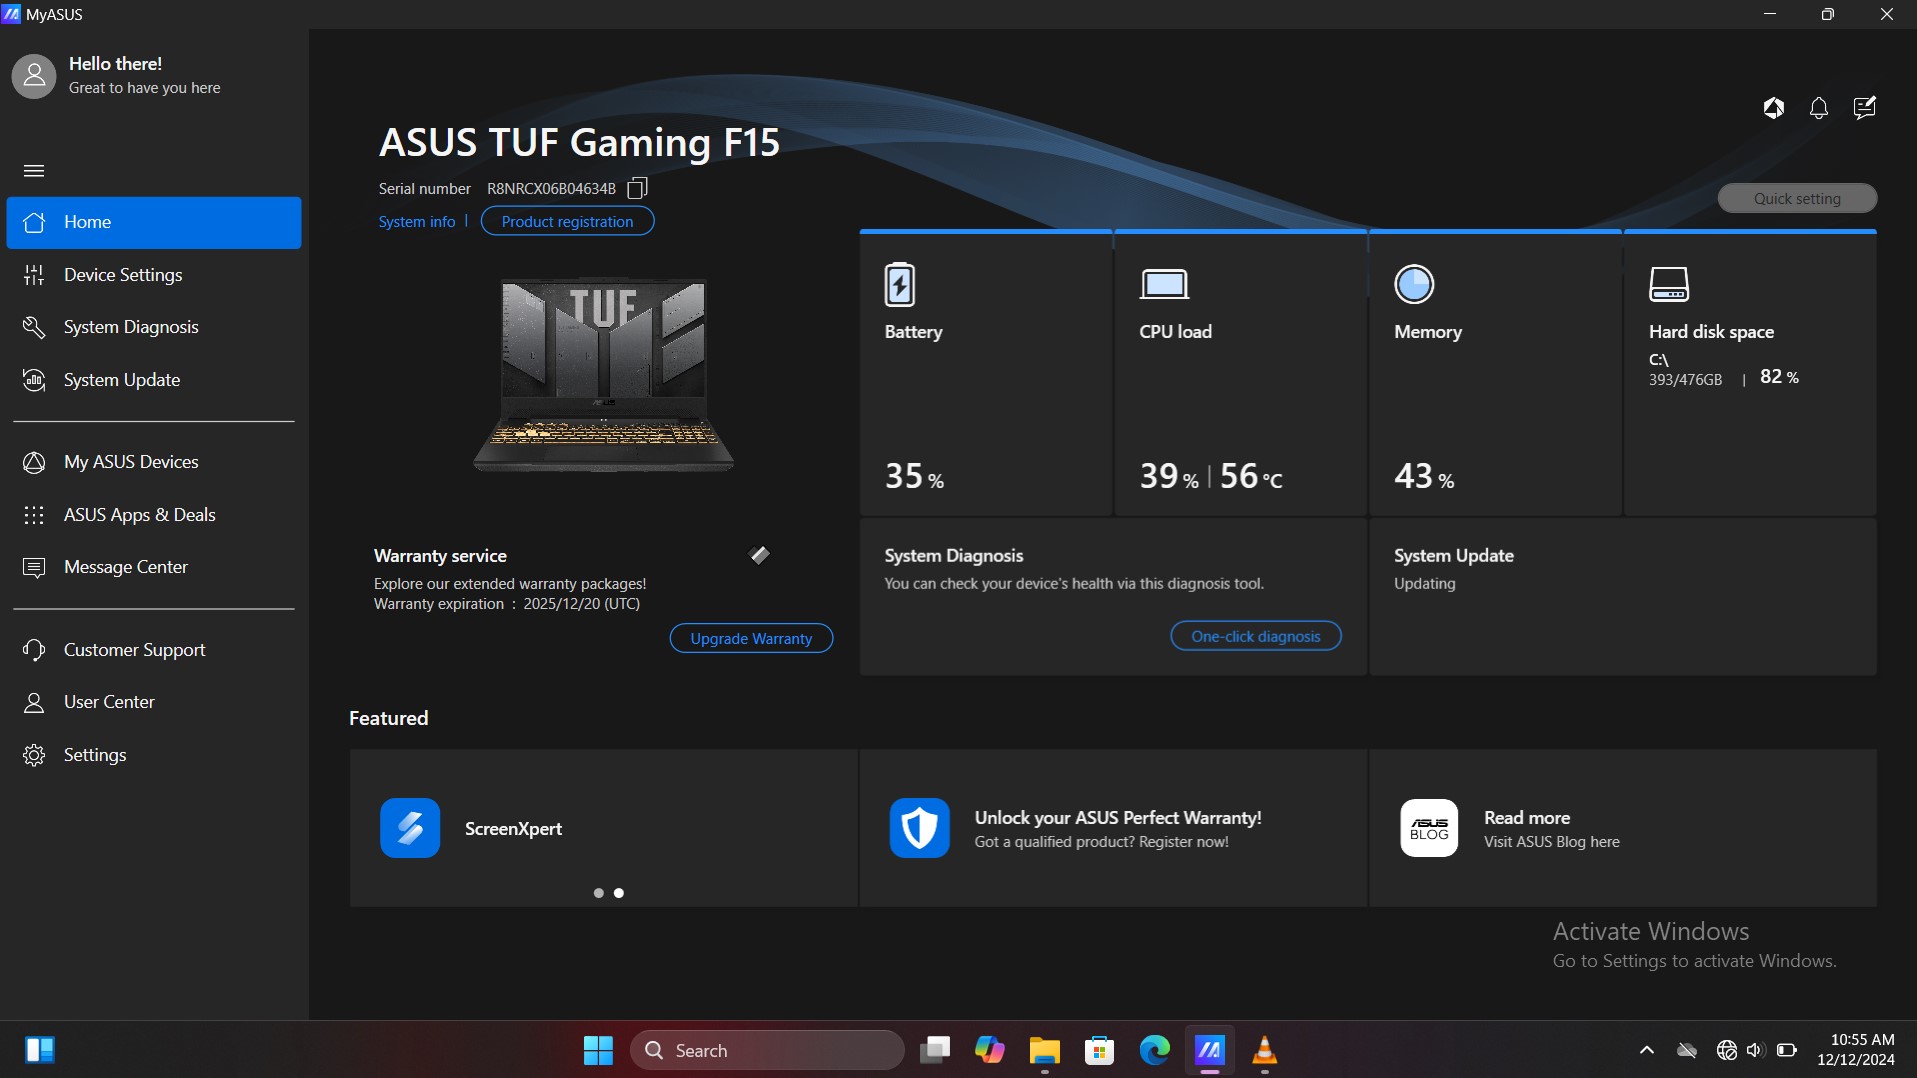 MyASUS
Hello there!
Great to have you here
Home
Device Settings
System Diagnosis
System Update
My ASUS Devices
ASUS Apps & Deals
Message Center
Customer Support
User Center
Settings
ASUS TUF Gaming F15
Serial number R8NRCX06B04634B
System info | Product registration
Quick setting
TUF
Battery
35 %
CPU load
39 % | 56 °C
Memory
43 %
Hard disk space
C:\
393/476GB | 82 %
Warranty service
Explore our extended warranty packages!
Warranty expiration : 2025/12/20 (UTC)
Upgrade Warranty
System Diagnosis
You can check your device's health via this diagnosis tool.
One-click diagnosis
System Update
Updating
Featured
ScreenXpert
Unlock your ASUS Perfect Warranty!
Got a qualified product? Register now!
ASUS
BLOG
Read more
Visit ASUS Blog here
Activate Windows
Go to Settings to activate Windows.
Search
10:55 AM
12/12/2024